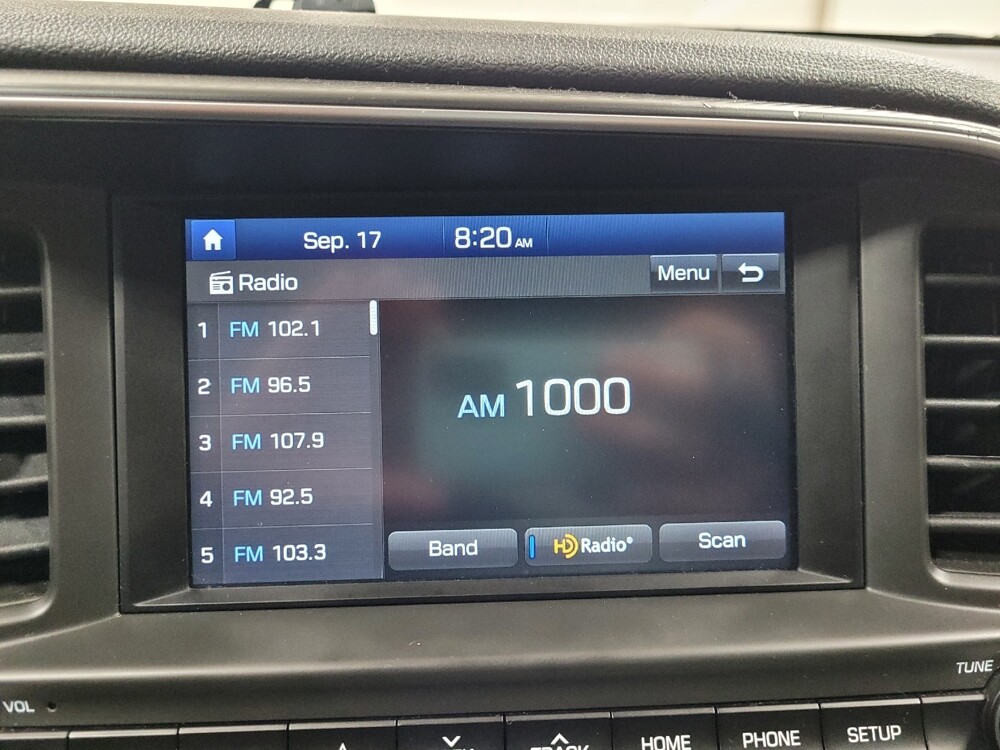 Sep. 17 8:20 AM
Radio Menu
1 FM 102.1
2 FM 96.5
3 FM 107.9
4 FM 92.5
5 FM 103.3
AM 1000
Band HD Radio® Scan
TUNE
VOL
HOME PHONE SETUP